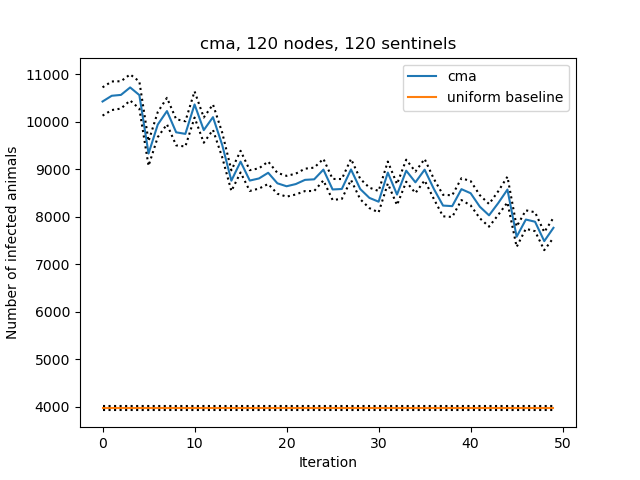 cma, 120 nodes, 120 sentinels
cma
uniform baseline
11000
10000
9000
8000
7000
6000
5000
4000
Number of infected animals
0 10 20 30 40 50
Iteration